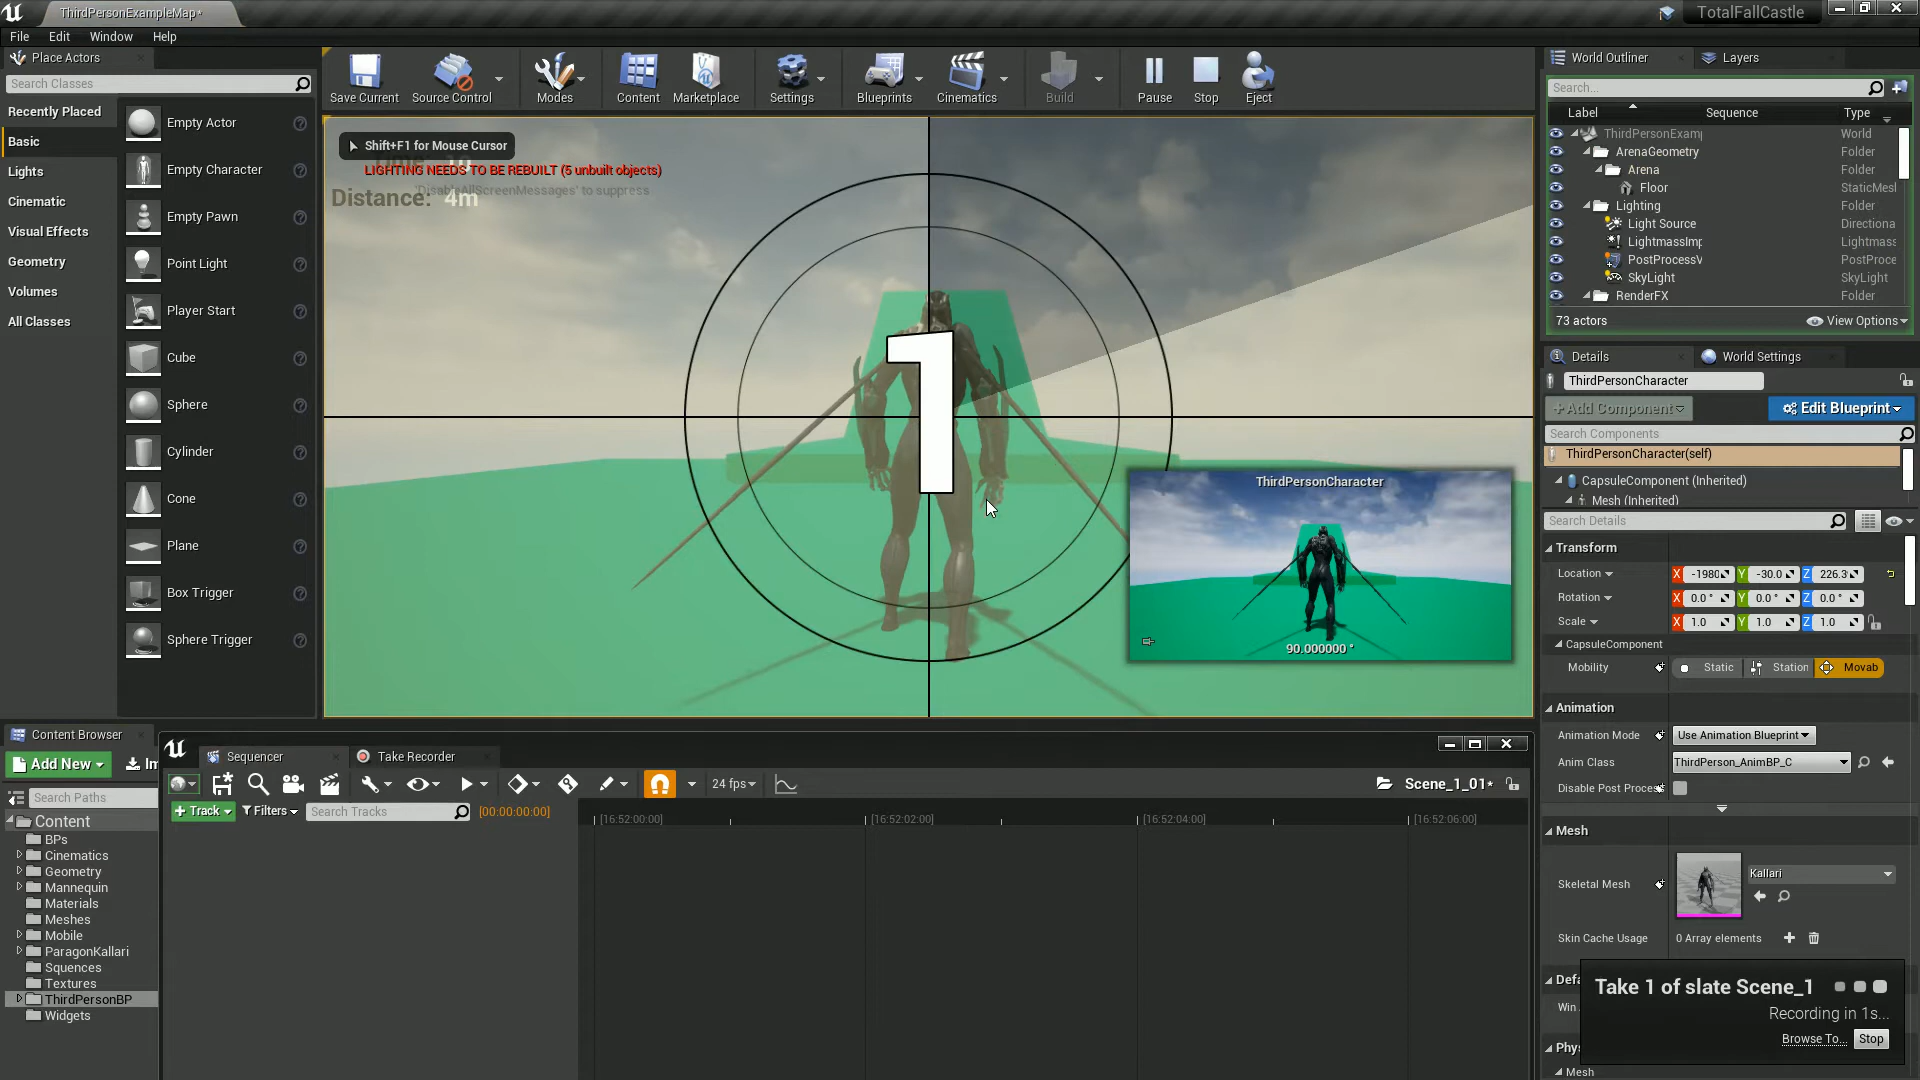 ThirdPersonExampleMap*
TotalFallCastle
File Edit Window Help
Place Actors
Search Classes
Recently Placed
Basic
Lights
Cinematic
Visual Effects
Geometry
Volumes
All Classes
Empty Actor
Empty Character
Empty Pawn
Point Light
Player Start
Cube
Sphere
Cylinder
Cone
Plane
Box Trigger
Sphere Trigger
Save Current
Source Control
Modes
Content
Marketplace
Settings
Blueprints
Cinematics
Build
Pause
Stop
Eject
Shift+F1 for Mouse Cursor
LIGHTING NEEDS TO BE REBUILT (5 unbuilt objects)
'DisableAllScreenMessages' to suppress
Distance: 4m
1
ThirdPersonCharacter
90.000000 °
World Outliner
Layers
Search...
Label Sequence Type
ThirdPersonExamp World
ArenaGeometry Folder
Arena Folder
Floor StaticMesh
Lighting Folder
Light Source Directiona
LightmassImp Lightmass
PostProcessV PostProce
SkyLight SkyLight
RenderFX Folder
73 actors
View Options
Details
World Settings
ThirdPersonCharacter
+ Add Component
Edit Blueprint
Search Components
ThirdPersonCharacter(self)
CapsuleComponent (Inherited)
Mesh (Inherited)
Search Details
Transform
Location X -1980 Y -30.0 Z 226.3
Rotation X 0.0 ° Y 0.0 ° Z 0.0 °
Scale X 1.0 Y 1.0 Z 1.0
CapsuleComponent
Mobility Static Station Movab
Animation
Animation Mode Use Animation Blueprint
Anim Class ThirdPerson_AnimBP_C
Disable Post Proces
Mesh
Skeletal Mesh Kallari
Skin Cache Usage 0 Array elements
Defa
Win
Phys
Mesh
Take 1 of slate Scene_1
Recording in 1s...
Browse To...
Stop
Content Browser
Add New
Im
Search Paths
Content
BPs
Cinematics
Geometry
Mannequin
Materials
Meshes
Mobile
ParagonKallari
Squences
Textures
ThirdPersonBP
Widgets
Sequencer
Take Recorder
24 fps
Scene_1_01*
+ Track
Filters
Search Tracks
[00:00:00:00]
[16:52:00:00]
[16:52:02:00]
[16:52:04:00]
[16:52:06:00]